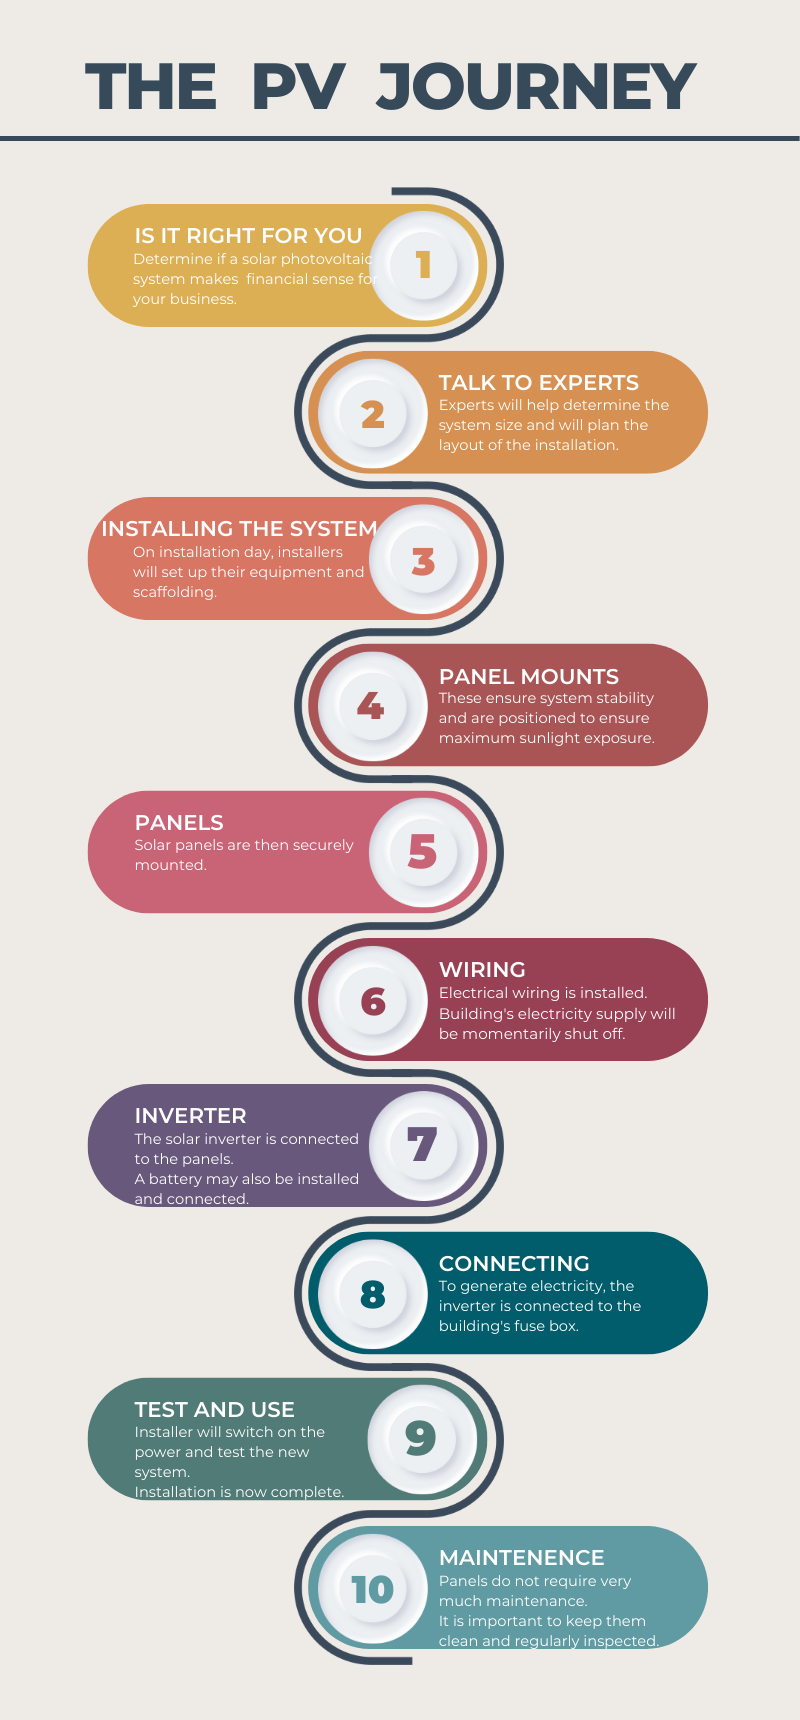 THE PV JOURNEY
IS IT RIGHT FOR YOU
Determine if a solar photovoltaic
system makes  financial sense for
your business.
1
2
TALK TO EXPERTS
Experts will help determine the
system size and will plan the
layout of the installation.
INSTALLING THE SYSTEM
On installation day, installers
will set up their equipment and
scaffolding.
3
4
PANEL MOUNTS
These ensure system stability
and are positioned to ensure
maximum sunlight exposure.
PANELS
Solar panels are then securely
mounted.
5
6
WIRING
Electrical wiring is installed.
Building's electricity supply will
be momentarily shut off.
INVERTER
The solar inverter is connected
to the panels.
A battery may also be installed
and connected.
7
8
CONNECTING
To generate electricity, the
inverter is connected to the
building's fuse box.
TEST AND USE
Installer will switch on the
power and test the new
system.
Installation is now complete.
9
10
MAINTENENCE
Panels do not require very
much maintenance.
It is important to keep them
clean and regularly inspected.